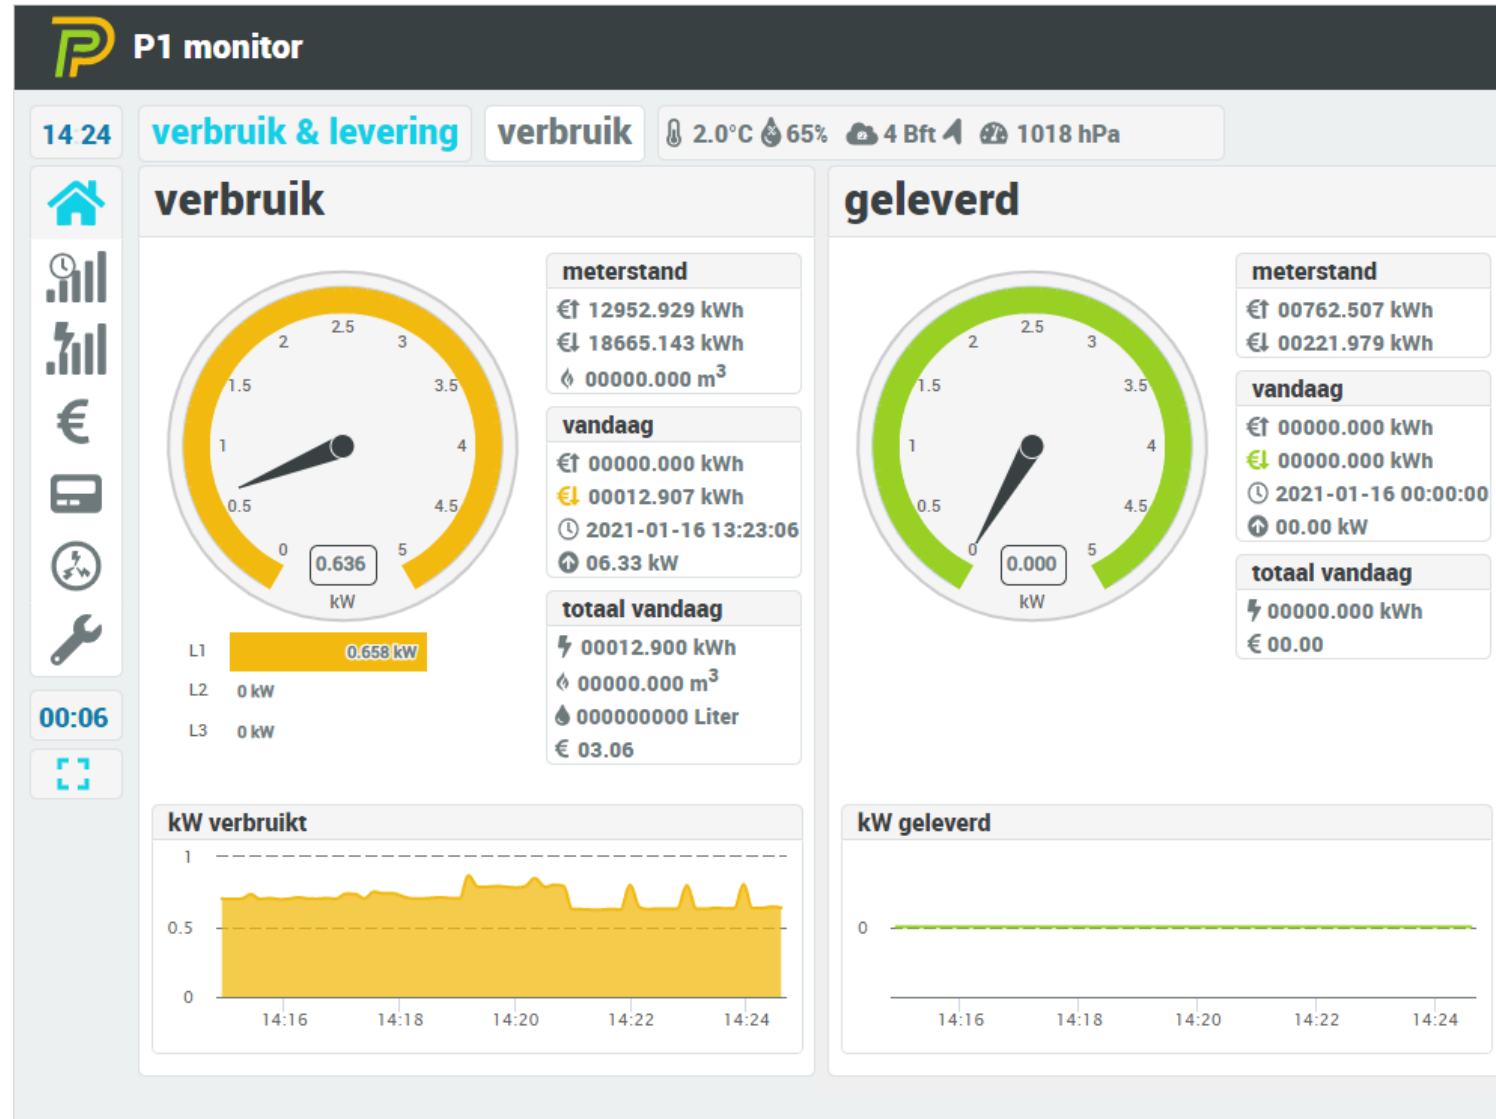 P1 monitor
14:24
verbruik & levering
verbruik
2.0°C 65% 4 Bft 1018 hPa
verbruik
2.5
2 3
1.5 3.5
1 4
0.5 4.5
0 5
0.636
kW
L1 0.658 kW
L2 0 kW
L3 0 kW
meterstand
€↑ 12952.929 kWh
€↓ 18665.143 kWh
00000.000 m³
vandaag
€↑ 00000.000 kWh
€↓ 00012.907 kWh
2021-01-16 13:23:06
06.33 kW
totaal vandaag
00012.900 kWh
00000.000 m³
000000000 Liter
€ 03.06
kW verbruikt
1
0.5
0
14:16 14:18 14:20 14:22 14:24
geleverd
2.5
2 3
1.5 3.5
1 4
0.5 4.5
0 5
0.000
kW
meterstand
€↑ 00762.507 kWh
€↓ 00221.979 kWh
vandaag
€↑ 00000.000 kWh
€↓ 00000.000 kWh
2021-01-16 00:00:00
00.00 kW
totaal vandaag
00000.000 kWh
€ 00.00
kW geleverd
0
14:16 14:18 14:20 14:22 14:24
€
00:06